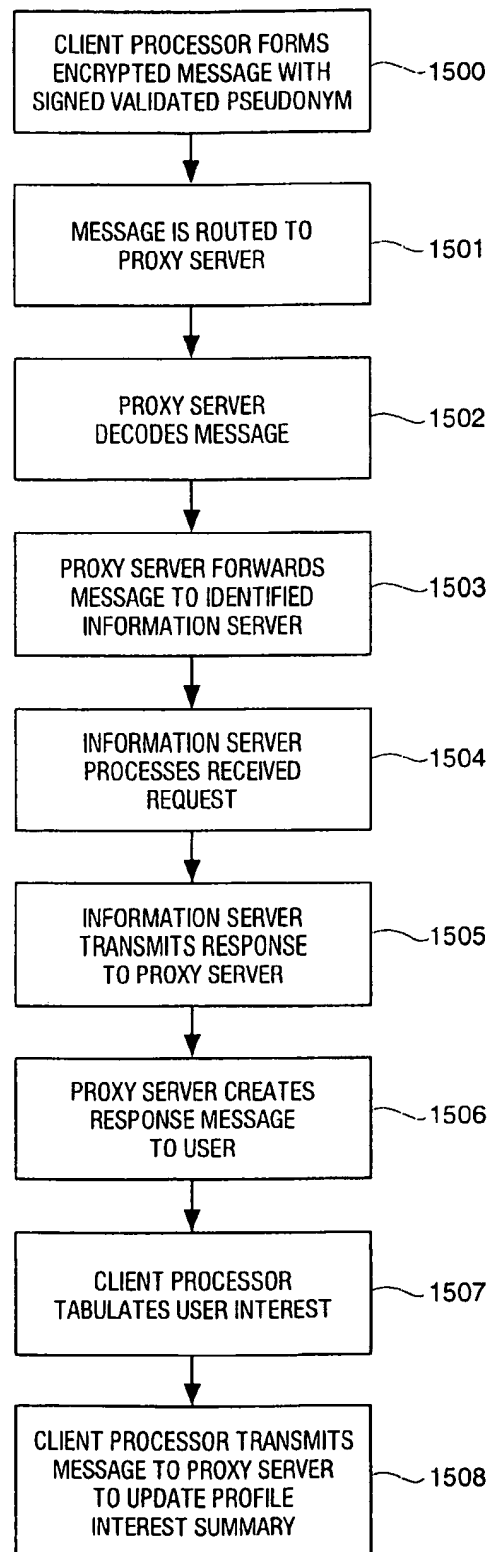 CLIENT PROCESSOR FORMS
ENCRYPTED MESSAGE WITH
SIGNED VALIDATED PSEUDONYM
1500
MESSAGE IS ROUTED TO
PROXY SERVER
1501
PROXY SERVER
DECODES MESSAGE
1502
PROXY SERVER FORWARDS
MESSAGE TO IDENTIFIED
INFORMATION SERVER
1503
INFORMATION SERVER
PROCESSES RECEIVED
REQUEST
1504
INFORMATION SERVER
TRANSMITS RESPONSE
TO PROXY SERVER
1505
PROXY SERVER CREATES
RESPONSE MESSAGE
TO USER
1506
CLIENT PROCESSOR
TABULATES USER INTEREST
1507
CLIENT PROCESSOR TRANSMITS
MESSAGE TO PROXY SERVER
TO UPDATE PROFILE
INTEREST SUMMARY
1508